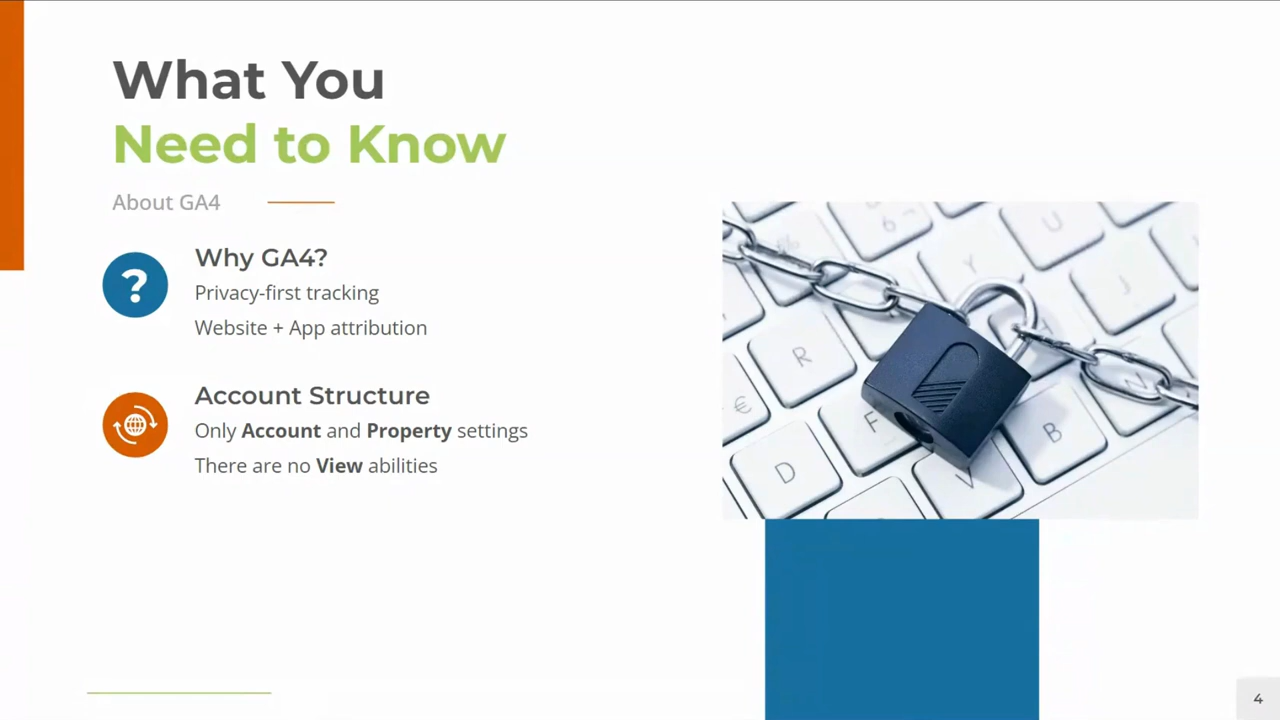 What You
Need to Know
About GA4
?
Why GA4?
Privacy-first tracking
Website + App attribution
Account Structure
Only Account and Property settings
There are no View abilities
6
U
Y
J
R
T
N
€
F
B
D
V
4